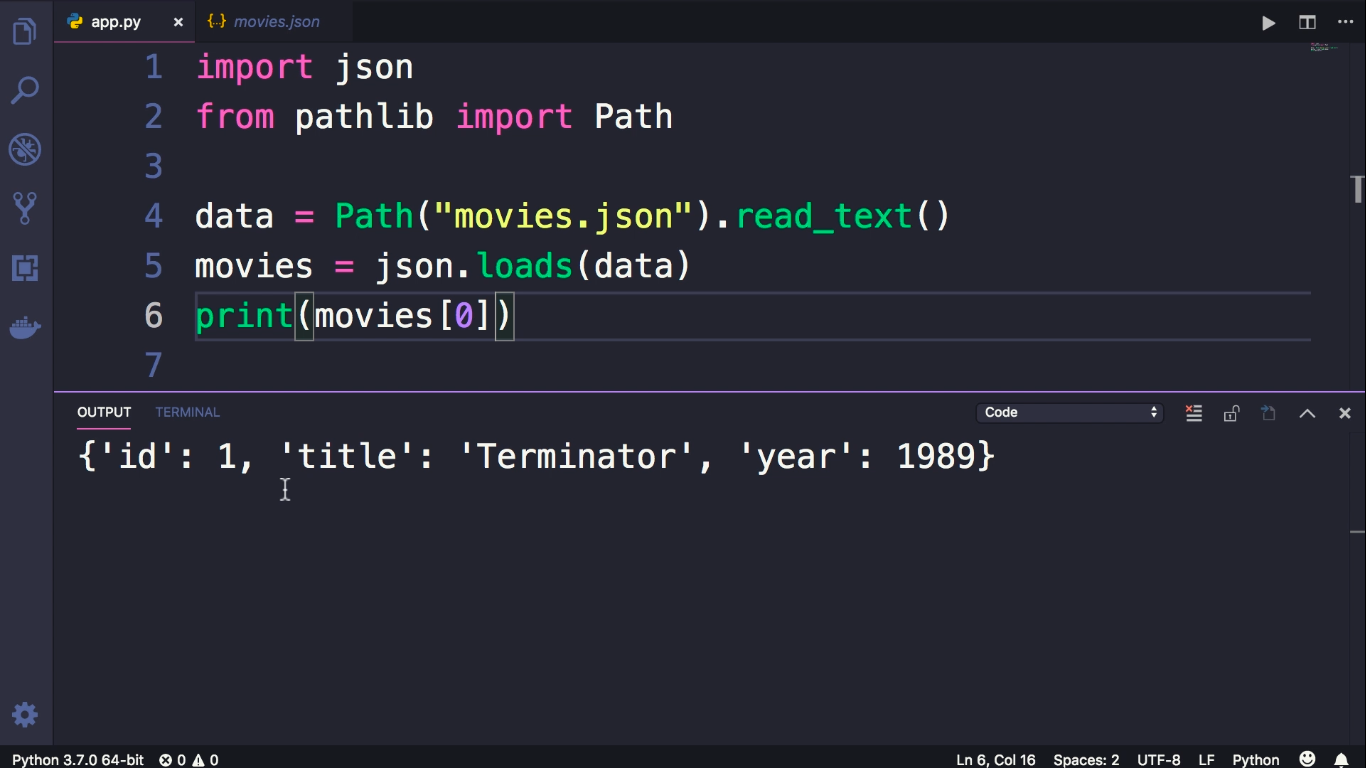 app.py
{..} movies.json
1 import json
2 from pathlib import Path
3
4 data = Path("movies.json").read_text()
5 movies = json.loads(data)
6 print(movies[0])
7
OUTPUT TERMINAL Code
{'id': 1, 'title': 'Terminator', 'year': 1989}
Python 3.7.0 64-bit 0 0 Ln 6, Col 16 Spaces: 2 UTF-8 LF Python